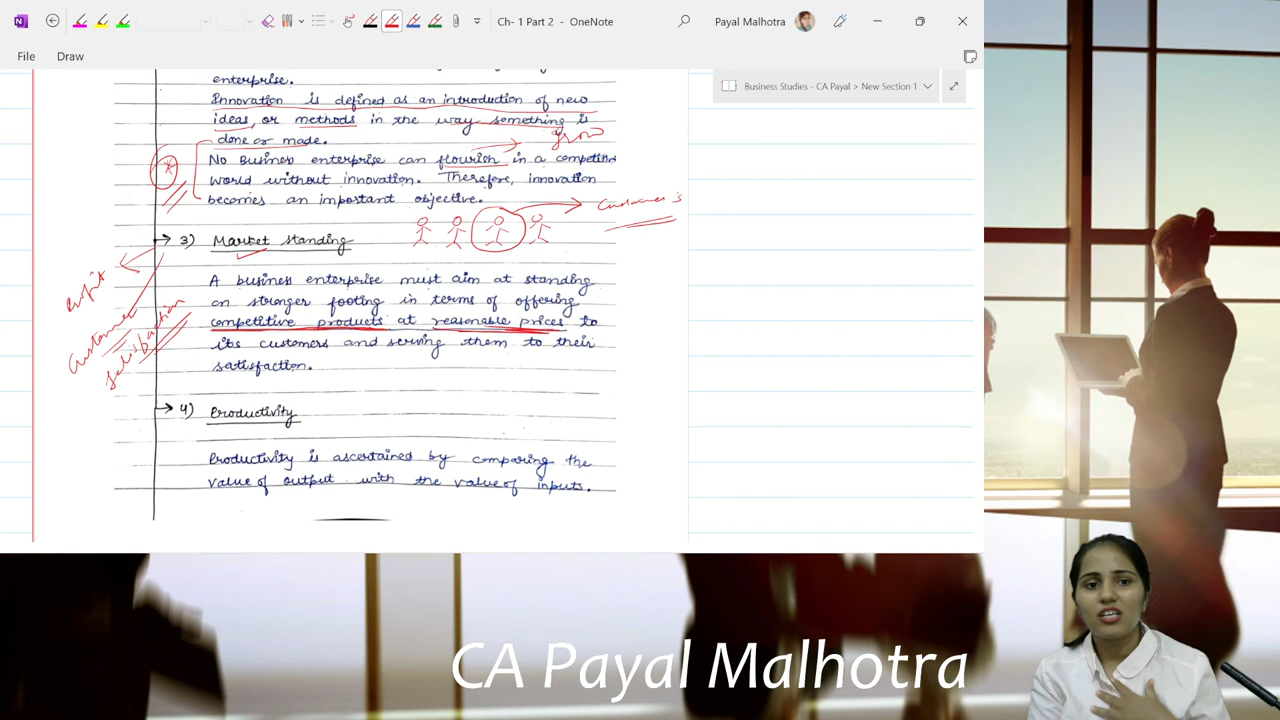 Ch- 1 Part 2 - OneNote
Payal Malhotra
File Draw
Business Studies - CA Payal > New Section 1
enterprise.
Innovation is defined as an introduction of new
ideas, or methods in the way something is
done or made.
grow
No Business enterprise can flourish in a competitive
world without innovation. Therefore, innovation
becomes an important objective.
Customer's
3) Market standing
Profit
Customer
satisfaction
A business enterprise must aim at standing
on stronger footing in terms of offering
competitive products at reasonable prices to
its customers and serving them to their
satisfaction.
4) Productivity
Productivity is ascertained by comparing the
value of output with the value of inputs.
CA Payal Malhotra